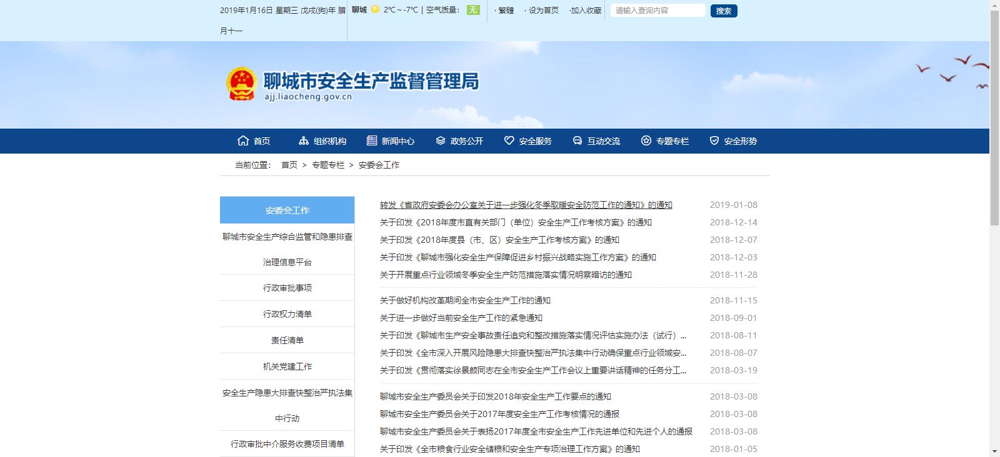 2019年1月16日 星期三 戊戌(狗)年 腊
月十一
聊城 2℃～-7℃ | 空气质量： 无
· 繁體 · 设为首页 ·加入收藏 请输入查询内容 搜索
聊城市安全生产监督管理局
ajj.liaocheng.gov.cn
首页 组织机构 新闻中心 政务公开 安全服务 互动交流 专题专栏 安全形势
当前位置： 首页 > 专题专栏 > 安委会工作
安委会工作
聊城市安全生产综合监管和隐患排查
治理信息平台
行政审批事项
行政权力清单
责任清单
机关党建工作
安全生产隐患大排查快整治严执法集
中行动
行政审批中介服务收费项目清单
转发《省政府安委会办公室关于进一步强化冬季取暖安全防范工作的通知》的通知 2019-01-08
关于印发《2018年度市直有关部门（单位）安全生产工作考核方案》的通知 2018-12-14
关于印发《2018年度县（市、区）安全生产工作考核方案》的通知 2018-12-07
关于印发《聊城市强化安全生产保障促进乡村振兴战略实施工作方案》的通知 2018-12-03
关于开展重点行业领域冬季安全生产防范措施落实情况明察暗访的通知 2018-11-28
关于做好机构改革期间全市安全生产工作的通知 2018-11-15
关于进一步做好当前安全生产工作的紧急通知 2018-09-01
关于印发《聊城市生产安全事故责任追究和整改措施落实情况评估实施办法（试行）... 2018-08-11
关于印发《全市深入开展风险隐患大排查快整治严执法集中行动确保重点行业领域安... 2018-08-07
关于印发《贯彻落实徐景颜同志在全市安全生产工作会议上重要讲话精神的任务分工... 2018-03-19
聊城市安全生产委员会关于印发2018年安全生产工作要点的通知 2018-03-08
聊城市安全生产委员会关于2017年度安全生产工作考核情况的通报 2018-03-08
聊城市安全生产委员会关于表扬2017年度全市安全生产工作先进单位和先进个人的通报 2018-03-08
关于印发《全市粮食行业安全储粮和安全生产专项治理工作方案》的通知 2018-01-05